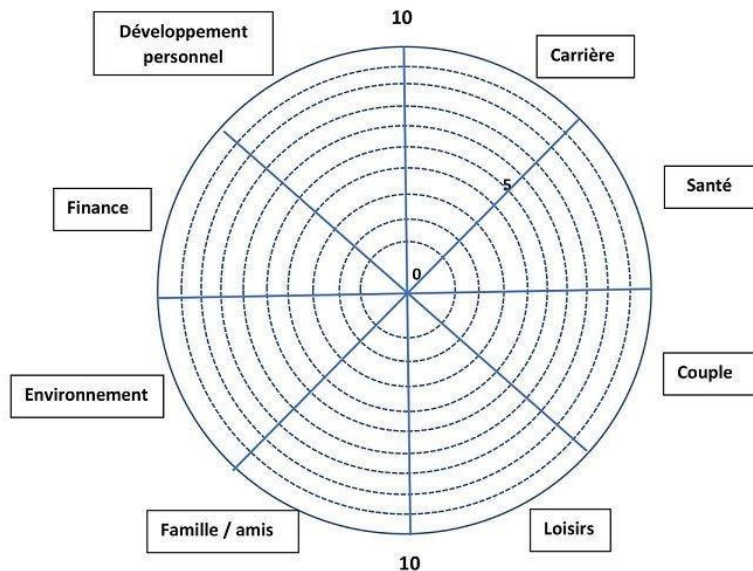 10
Développement
personnel
Carrière
5
Santé
Finance
0
Couple
Environnement
Famille / amis
Loisirs
10